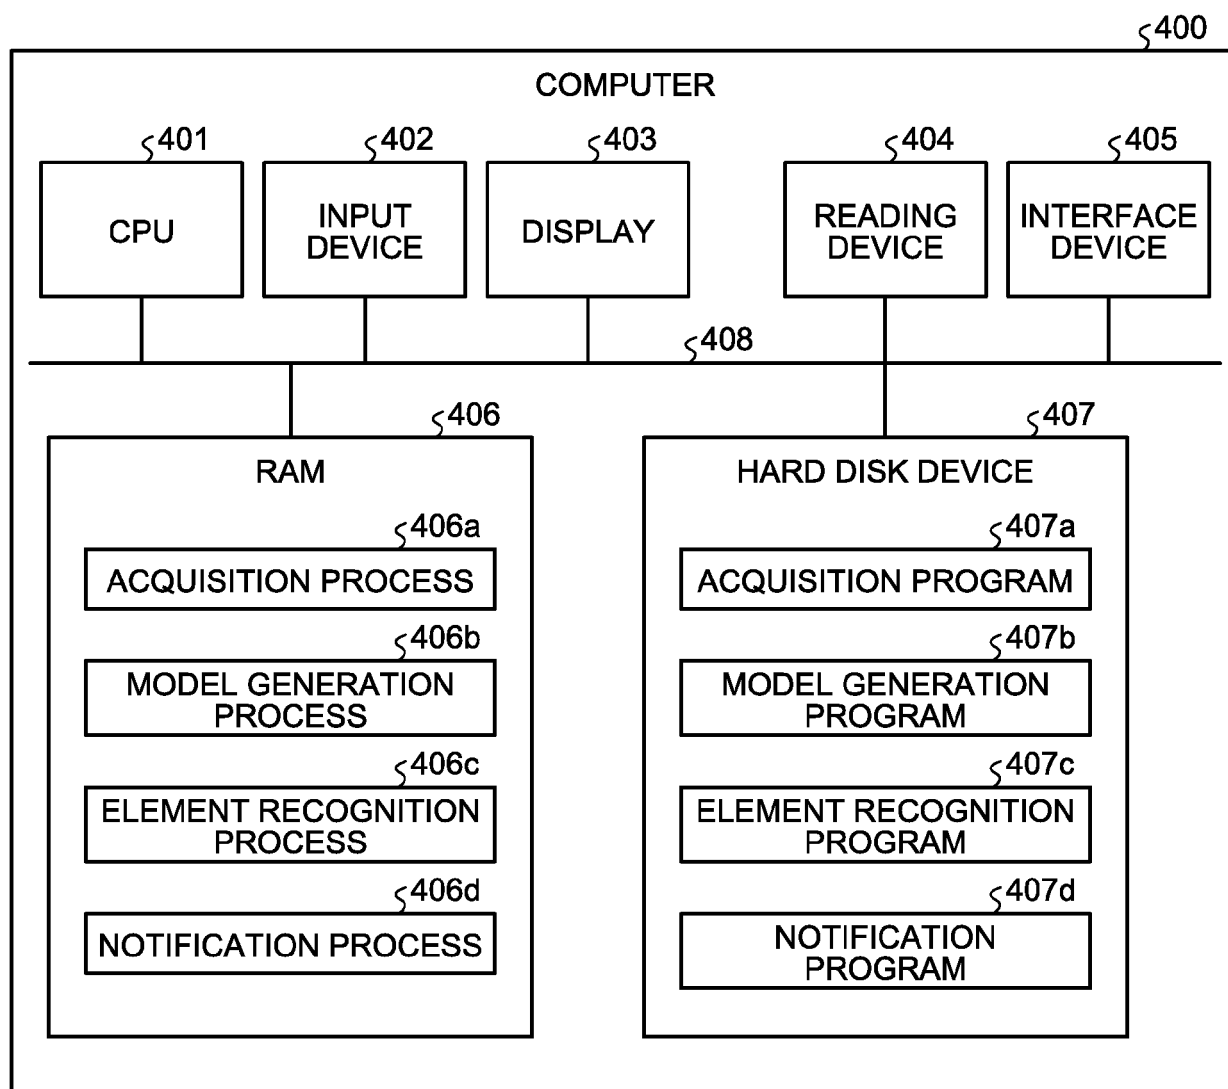 400
COMPUTER
401
402
403
404
405
CPU
INPUT
DEVICE
DISPLAY
READING
DEVICE
INTERFACE
DEVICE
408
406
407
RAM
HARD DISK DEVICE
406a
ACQUISITION PROCESS
406b
MODEL GENERATION
PROCESS
406c
ELEMENT RECOGNITION
PROCESS
406d
NOTIFICATION PROCESS
407a
ACQUISITION PROGRAM
407b
MODEL GENERATION
PROGRAM
407c
ELEMENT RECOGNITION
PROGRAM
407d
NOTIFICATION
PROGRAM